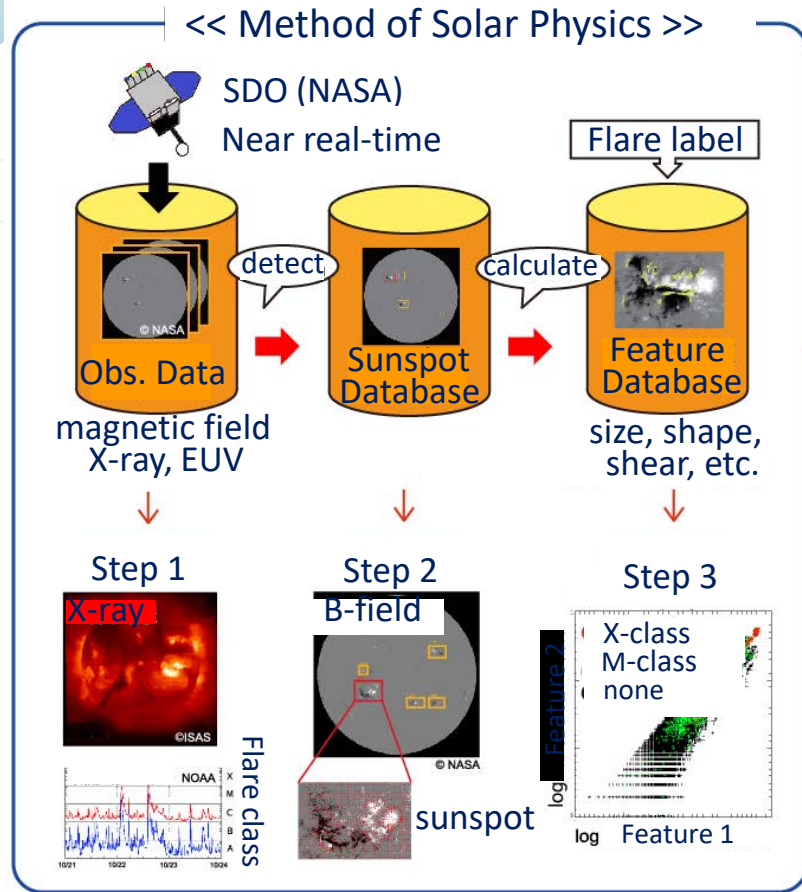 << Method of Solar Physics >>
SDO (NASA)
Near real-time
Flare label
detect
calculate
© NASA
Obs. Data
Sunspot
Database
Feature
Database
magnetic field
X-ray, EUV
size, shape,
shear, etc.
Step 1
Step 2
Step 3
X-ray
B-field
X-class
M-class
none
Feature 2
log
©ISAS
© NASA
NOAA
X
M
C
B
A
10/21
10/22
10/23
10/24
Flare class
sunspot
log
Feature 1